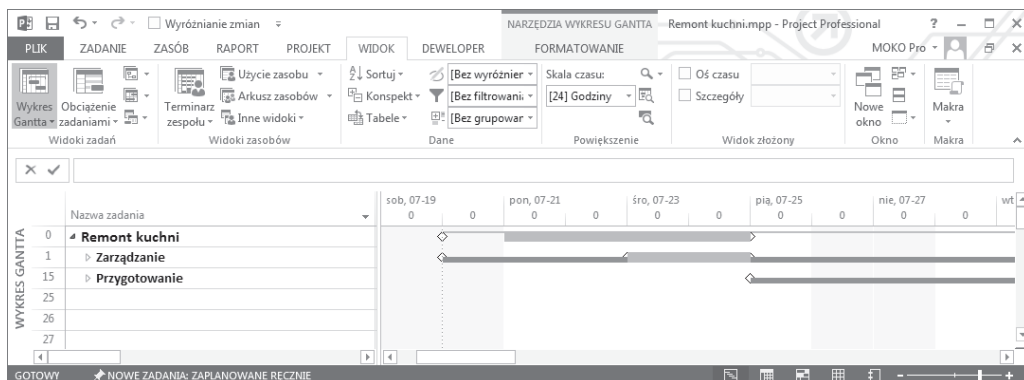 Wyróżnianie zmian
NARZĘDZIA WYKRESU GANTTA
Remont kuchni.mpp - Project Professional
PLIK ZADANIE ZASÓB RAPORT PROJEKT WIDOK DEWELOPER FORMATOWANIE MOKO Pro
Wykres Gantta
Obciążenie zadaniami
Widoki zadań
Terminarz zespołu
Użycie zasobu
Arkusz zasobów
Inne widoki
Widoki zasobów
Sortuj
Konspekt
Tabele
[Bez wyróżnier
[Bez filtrowani.
[Bez grupowar
Dane
Skala czasu:
[24] Godziny
Powiększenie
Oś czasu
Szczegóły
Widok złożony
Nowe okno
Okno
Makra
Makra
Nazwa zadania
sob, 07-19 pon, 07-21 śro, 07-23 pią, 07-25 nie, 07-27 wt
0 0 0 0 0 0 0 0 0 0
WYKRES GANTTA
0 Remont kuchni
1 Zarządzanie
15 Przygotowanie
25
26
27
GOTOWY NOWE ZADANIA: ZAPLANOWANE RĘCZNIE